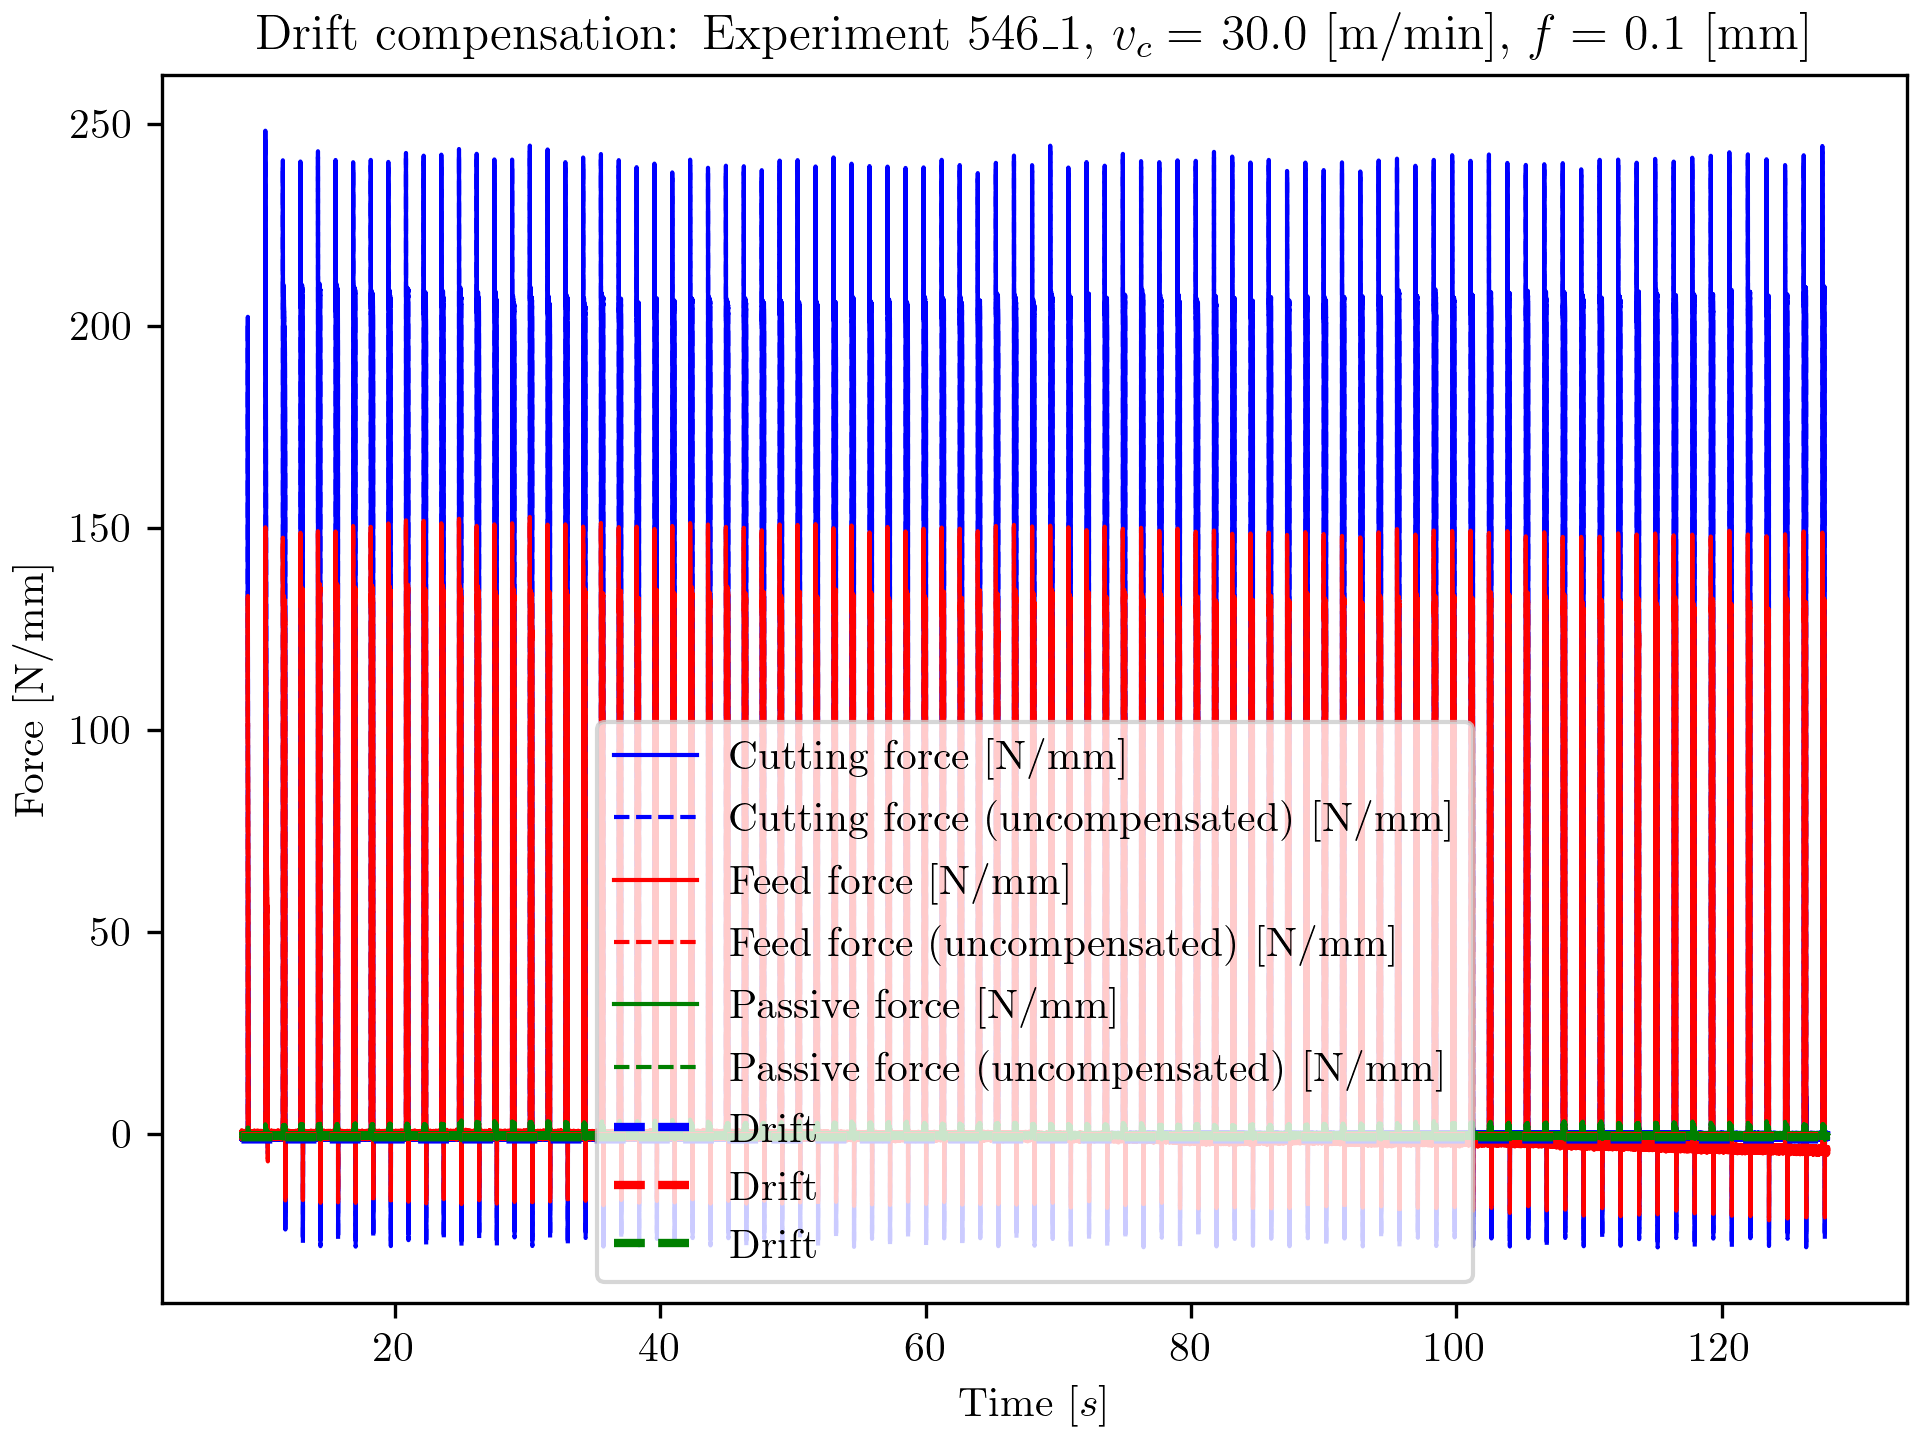 Drift compensation: Experiment 546_1, v_c = 30.0 [m/min], f = 0.1 [mm]
250
200
150
100
50
0
Force [N/mm]
Cutting force [N/mm]
Cutting force (uncompensated) [N/mm]
Feed force [N/mm]
Feed force (uncompensated) [N/mm]
Passive force [N/mm]
Passive force (uncompensated) [N/mm]
Drift
Drift
Drift
20 40 60 80 100 120
Time [s]